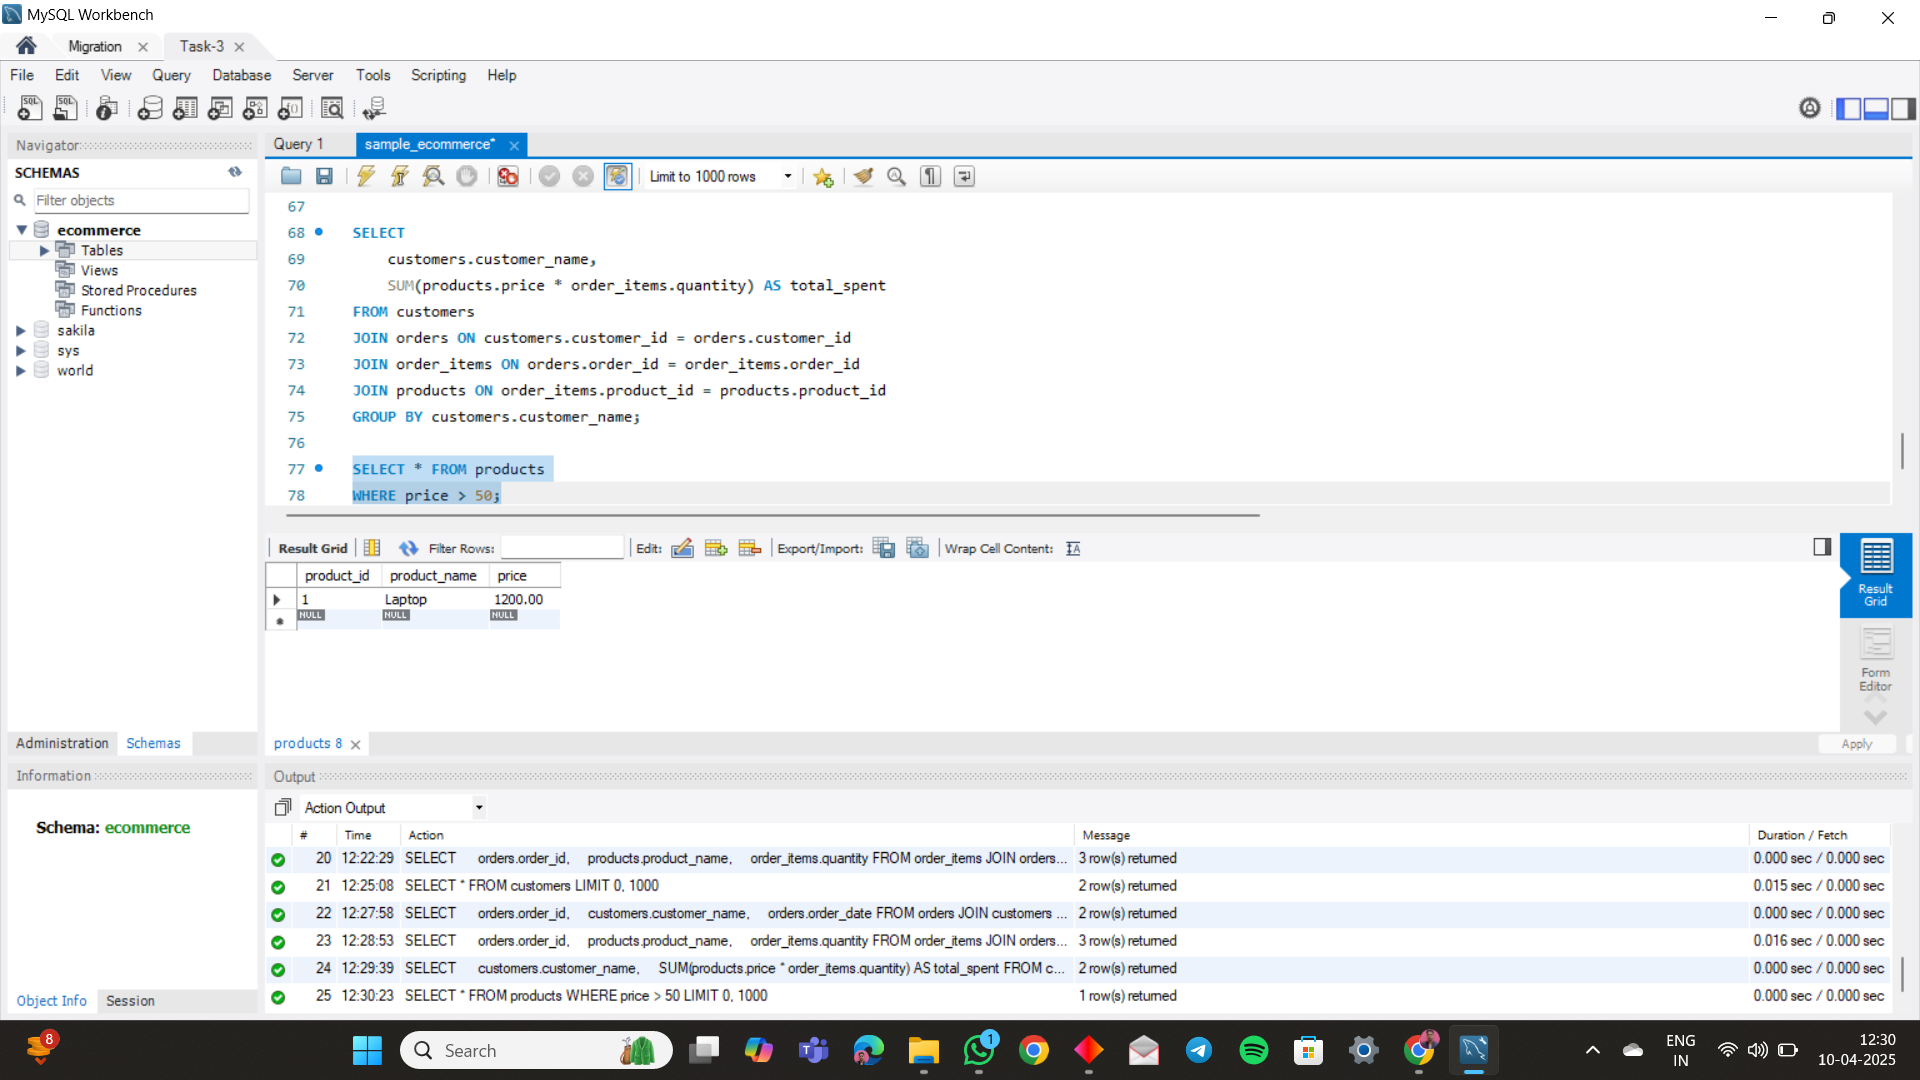 MySQL Workbench
Migration
Task-3
File Edit View Query Database Server Tools Scripting Help
Navigator
SCHEMAS
Filter objects
ecommerce
Tables
Views
Stored Procedures
Functions
sakila
sys
world
Administration Schemas
Information
Schema: ecommerce
Object Info Session
Query 1
sample_ecommerce*
Limit to 1000 rows
67
68 SELECT
69 customers.customer_name,
70 SUM(products.price * order_items.quantity) AS total_spent
71 FROM customers
72 JOIN orders ON customers.customer_id = orders.customer_id
73 JOIN order_items ON orders.order_id = order_items.order_id
74 JOIN products ON order_items.product_id = products.product_id
75 GROUP BY customers.customer_name;
76
77 SELECT * FROM products
78 WHERE price > 50;
Result Grid Filter Rows: Edit: Export/Import: Wrap Cell Content:
product_id product_name price
1 Laptop 1200.00
NULL NULL NULL
Result
Grid
Form
Editor
products 8
Apply
Output
Action Output
# Time Action Message Duration / Fetch
20 12:22:29 SELECT orders.order_id, products.product_name, order_items.quantity FROM order_items JOIN orders... 3 row(s) returned 0.000 sec / 0.000 sec
21 12:25:08 SELECT * FROM customers LIMIT 0, 1000 2 row(s) returned 0.015 sec / 0.000 sec
22 12:27:58 SELECT orders.order_id, customers.customer_name, orders.order_date FROM orders JOIN customers ... 2 row(s) returned 0.000 sec / 0.000 sec
23 12:28:53 SELECT orders.order_id, products.product_name, order_items.quantity FROM order_items JOIN orders... 3 row(s) returned 0.016 sec / 0.000 sec
24 12:29:39 SELECT customers.customer_name, SUM(products.price * order_items.quantity) AS total_spent FROM c... 2 row(s) returned 0.000 sec / 0.000 sec
25 12:30:23 SELECT * FROM products WHERE price > 50 LIMIT 0, 1000 1 row(s) returned 0.000 sec / 0.000 sec
8
Search
1
ENG
IN
12:30
10-04-2025